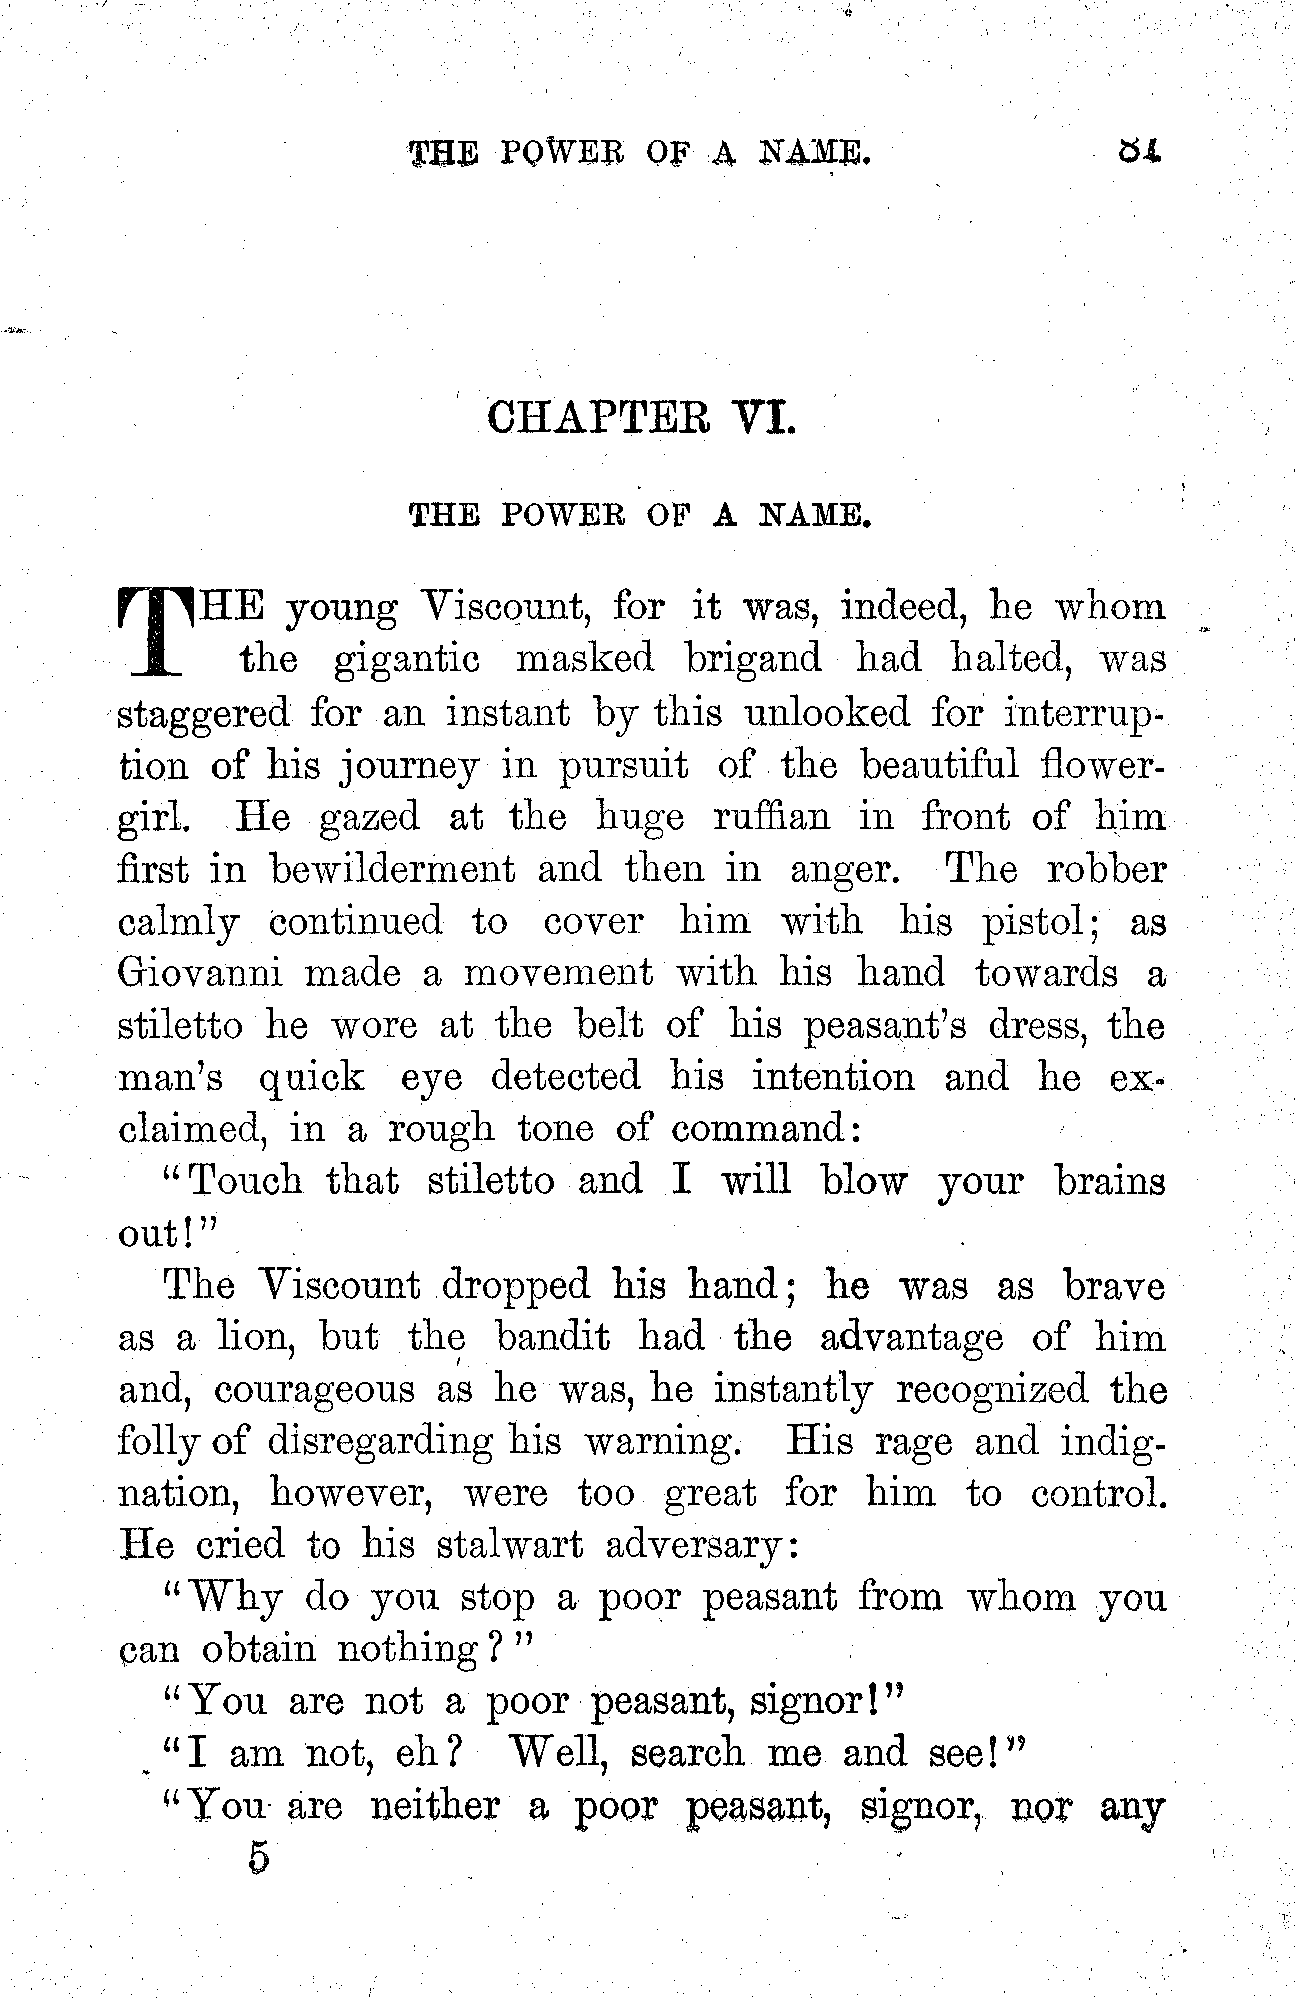 THE POWER OF A NAME.
CHAPTER VI.
THE POWER OF A NAME.
THE young Viscount, for it was, indeed, he whom
the gigantic masked brigand had halted, was
staggered for an instant by this unlooked for interrup-
tion of his journey in pursuit of the beautiful flower-
girl. He gazed at the huge ruffian in front of him
first in bewilderment and then in anger. The robber
calmly continued to cover him with his pistol; as
Giovanni made a movement with his hand towards a
stiletto he wore at the belt of his peasant's dress, the
man's quick eye detected his intention and he ex-
claimed, in a rough tone of command:
"Touch that stiletto and I will blow your brains
out!"
The Viscount dropped his hand; he was as brave
as a lion, but the bandit had the advantage of him
and, courageous as he was, he instantly recognized the
folly of disregarding his warning. His rage and indig-
nation, however, were too great for him to control.
He cried to his stalwart adversary:
"Why do you stop a poor peasant from whom you
can obtain nothing?"
"You are not a poor peasant, signor!"
"I am not, eh? Well, search me and see!"
"You are neither a poor peasant, signor, nor any
5